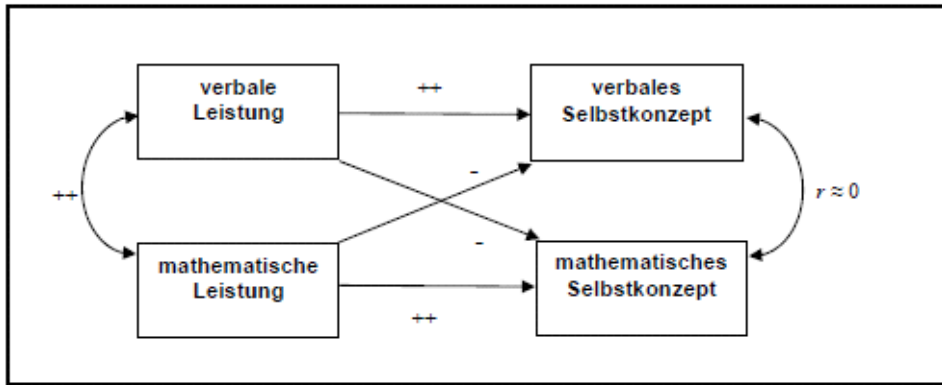 verbale
Leistung
++
verbales
Selbstkonzept
++
-
r ≈ 0
-
mathematische
Leistung
++
mathematisches
Selbstkonzept